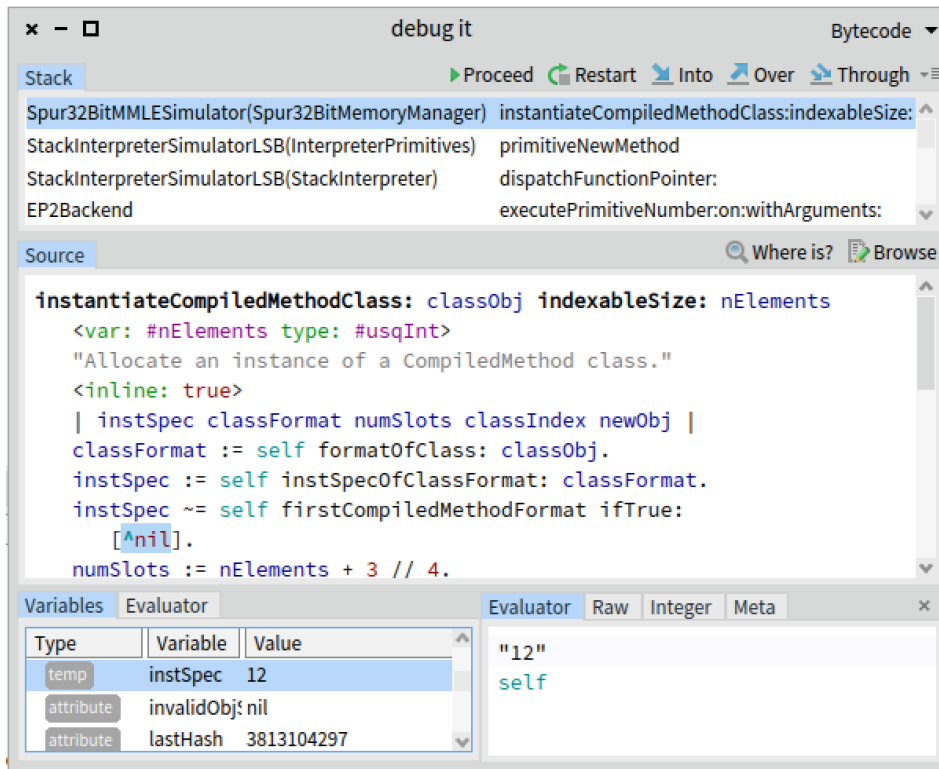 debug it Bytecode
Stack Proceed Restart Into Over Through
Spur32BitMMLESimulator(Spur32BitMemoryManager) instantiateCompiledMethodClass:indexableSize:
StackInterpreterSimulatorLSB(InterpreterPrimitives) primitiveNewMethod
StackInterpreterSimulatorLSB(StackInterpreter) dispatchFunctionPointer:
EP2Backend executePrimitiveNumber:on:withArguments:
Source Where is? Browse
instantiateCompiledMethodClass: classObj indexableSize: nElements
<var: #nElements type: #usqInt>
"Allocate an instance of a CompiledMethod class."
<inline: true>
| instSpec classFormat numSlots classIndex newObj |
classFormat := self formatOfClass: classObj.
instSpec := self instSpecOfClassFormat: classFormat.
instSpec ~= self firstCompiledMethodFormat ifTrue:
[^nil].
numSlots := nElements + 3 // 4.
Variables Evaluator Evaluator Raw Integer Meta
Type Variable Value
temp instSpec 12
attribute invalidObj nil
attribute lastHash 3813104297
"12"
self